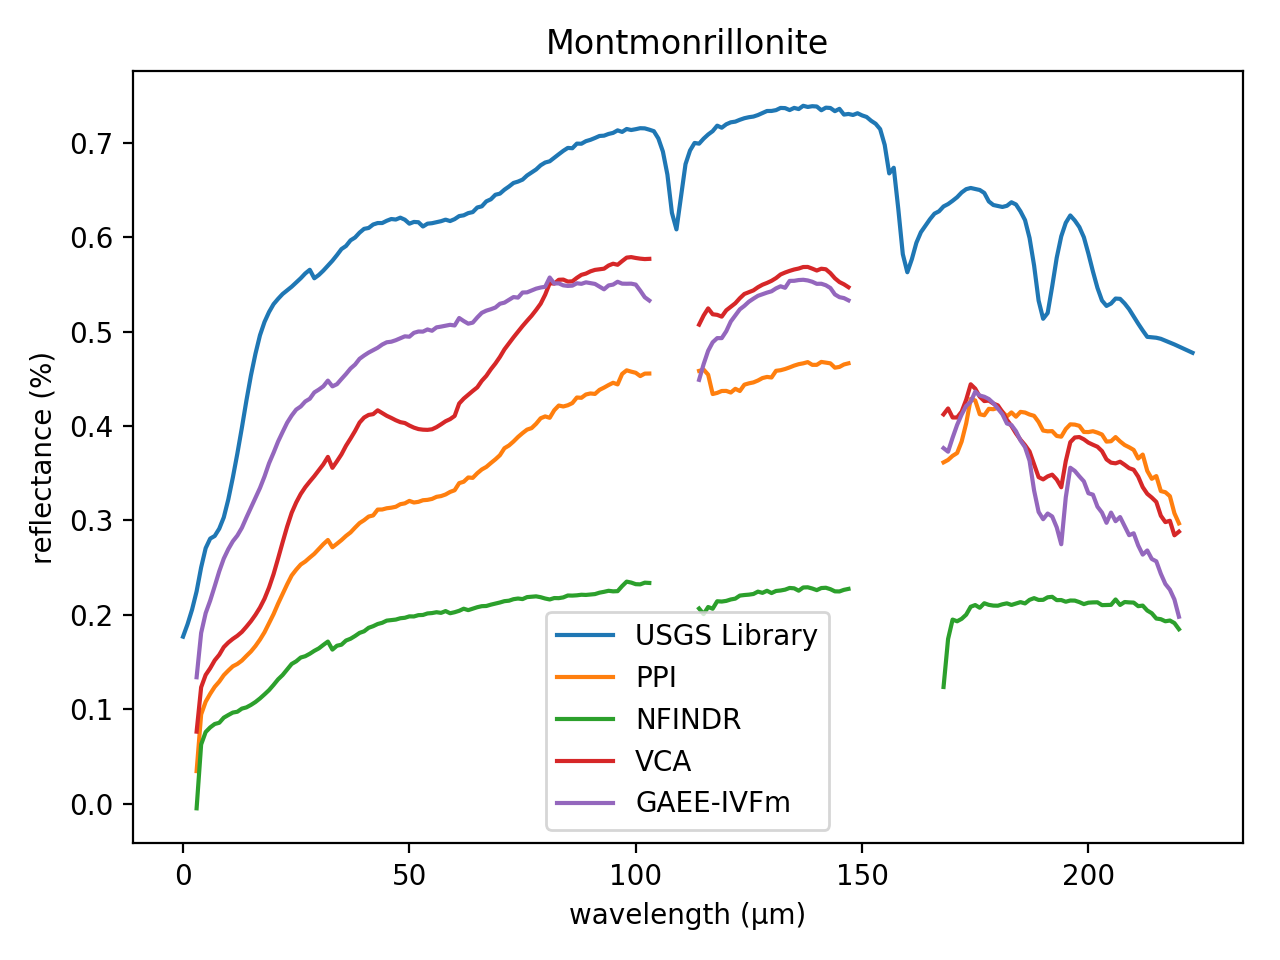 Montmonrillonite
reflectance (%)
0.7
0.6
0.5
0.4
0.3
0.2
0.1
0.0
USGS Library
PPI
NFINDR
VCA
GAEE-IVFm
0 50 100 150 200
wavelength (μm)